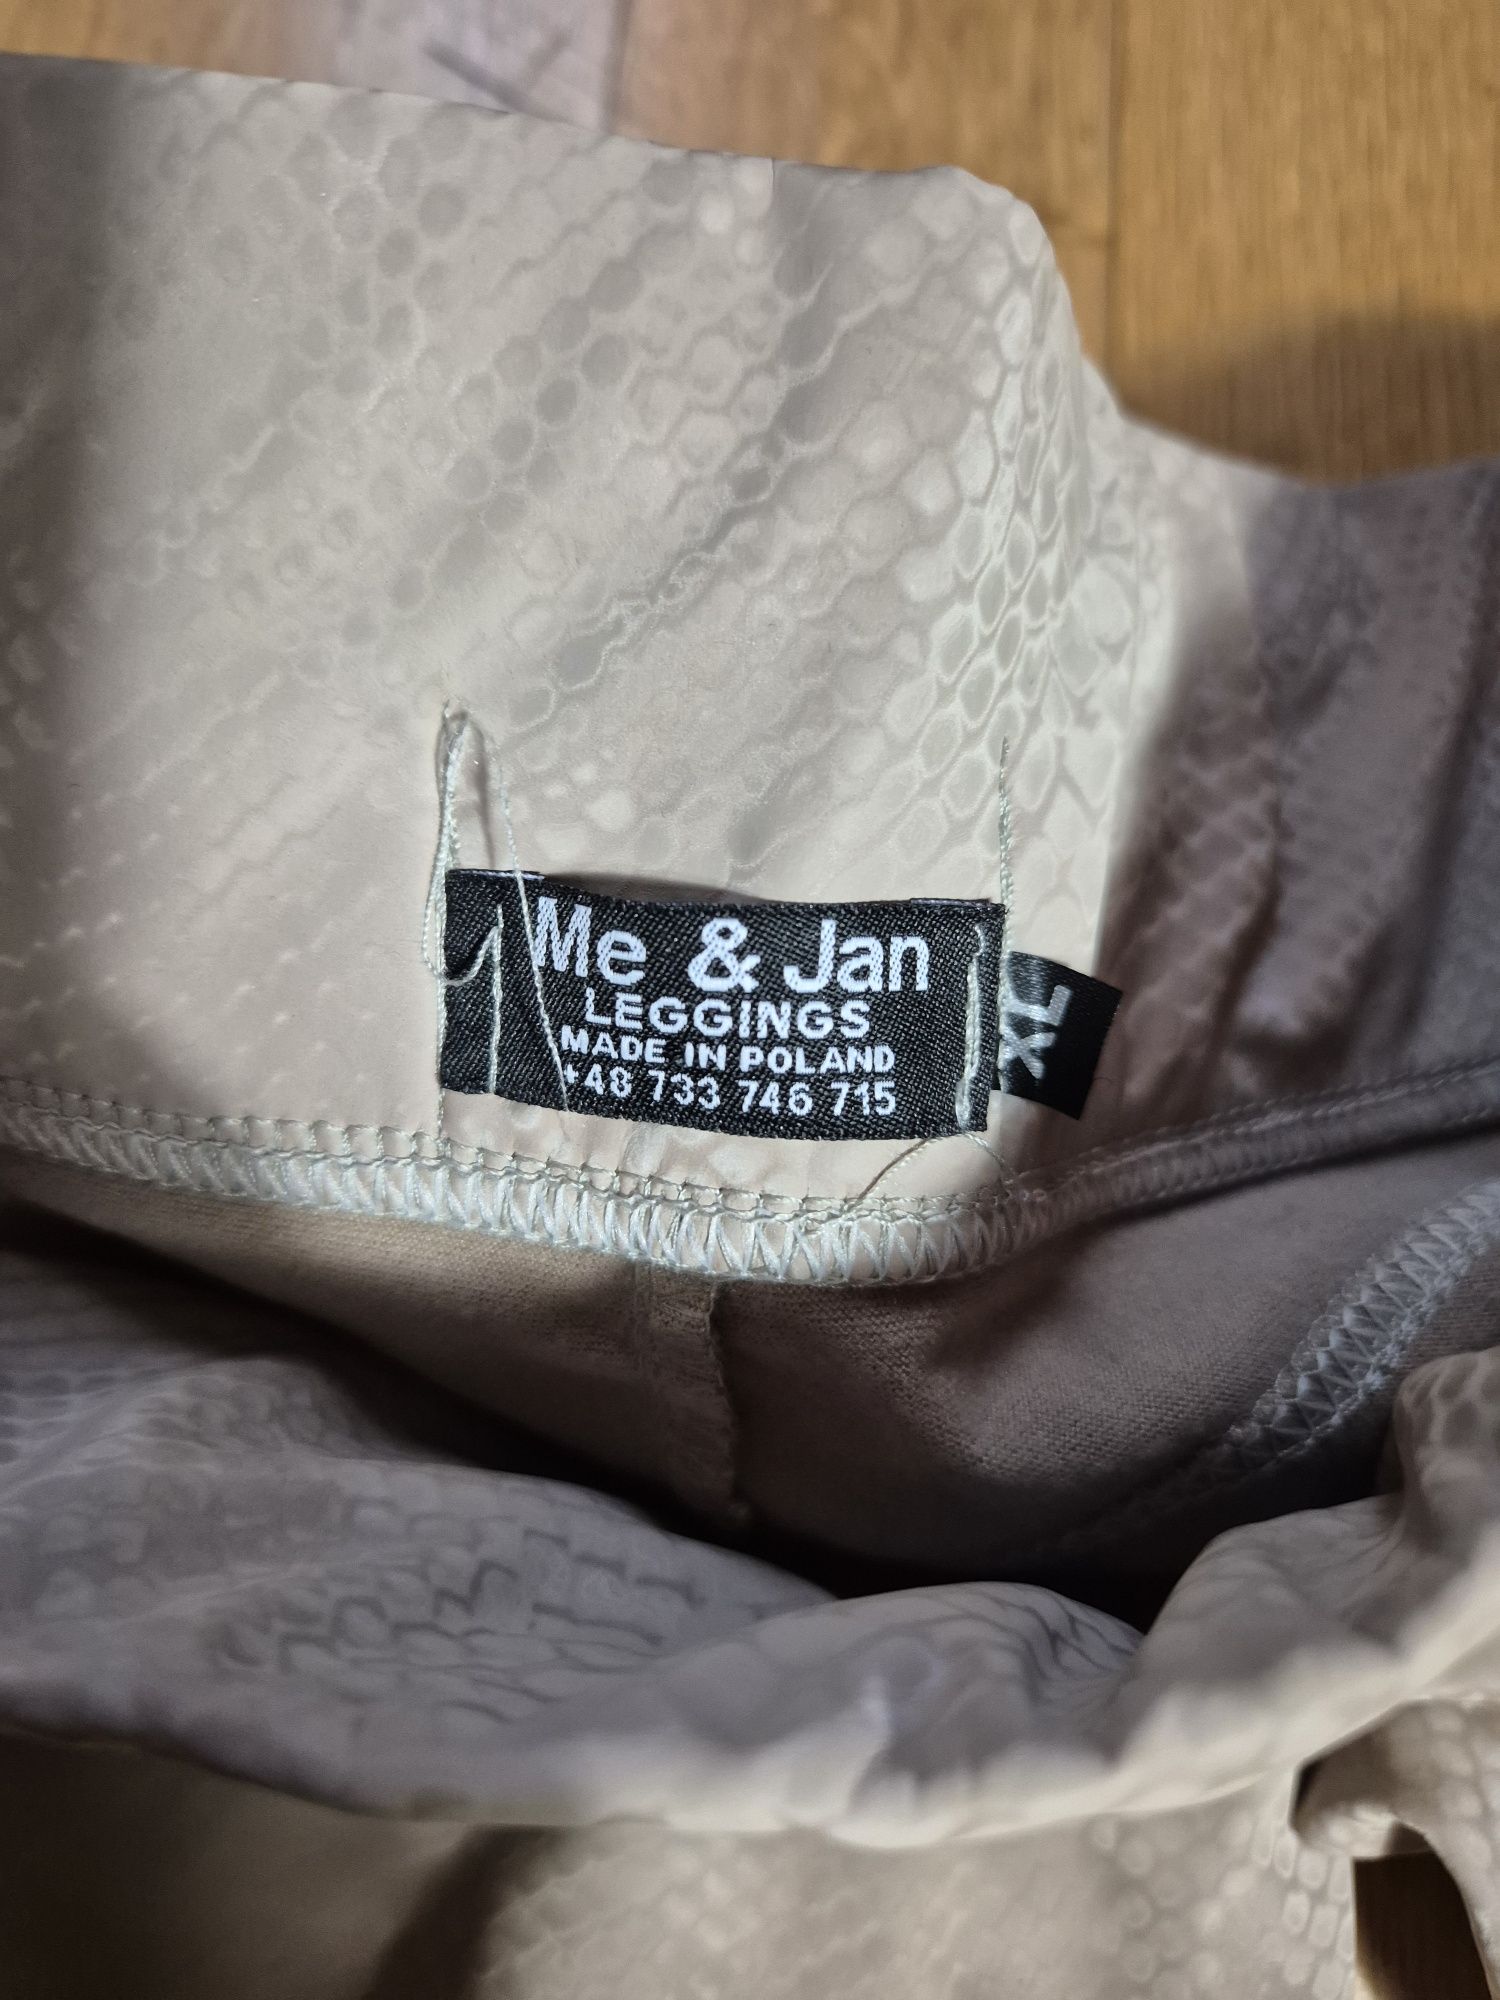 Me & Jan
LEGGINGS
MADE IN POLAND
+48 733 746 715
XL